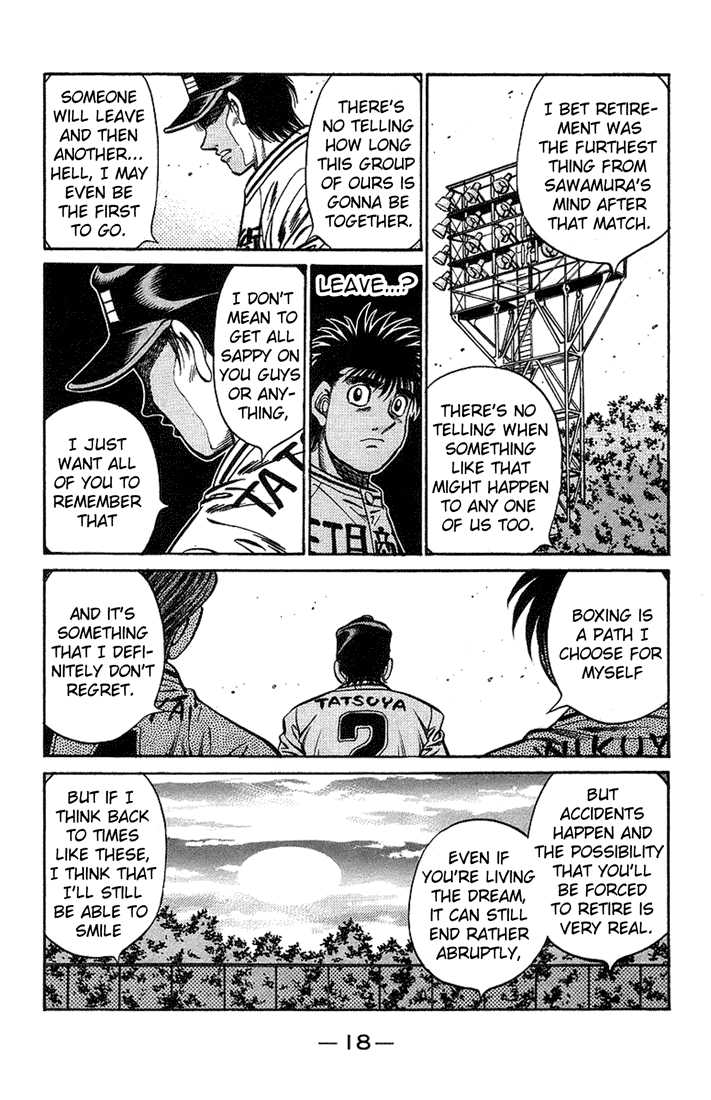 I BET RETIRE-
MENT WAS
THE FURTHEST
THING FROM
SAWAMURA'S
MIND AFTER
THAT MATCH.
THERE'S NO
TELLING WHEN
SOMETHING
LIKE THAT
MIGHT HAPPEN
TO ANY ONE
OF US TOO.
THERE'S
NO TELLING
HOW LONG
THIS GROUP
OF OURS IS
GONNA BE
TOGETHER.
SOMEONE
WILL LEAVE
AND THEN
ANOTHER...
HELL, I MAY
EVEN BE
THE FIRST
TO GO.
LEAVE...?
I DON'T
MEAN TO
GET ALL
SAPPY ON
YOU GUYS
OR ANY-
THING,
TAT
I JUST
WANT ALL
OF YOU TO
REMEMBER
THAT
BOXING IS
A PATH I
CHOOSE FOR
MYSELF
NIKUY
TATSUYA
2
TA
AND IT'S
SOMETHING
THAT I DEFI-
NITELY DON'T
REGRET.
BUT
ACCIDENTS
HAPPEN AND
THE POSSIBILITY
THAT YOU'LL
BE FORCED
TO RETIRE IS
VERY REAL.
EVEN IF
YOU'RE LIVING
THE DREAM,
IT CAN STILL
END RATHER
ABRUPTLY,
BUT IF I
THINK BACK
TO TIMES
LIKE THESE,
I THINK THAT
I'LL STILL
BE ABLE TO
SMILE
—18—